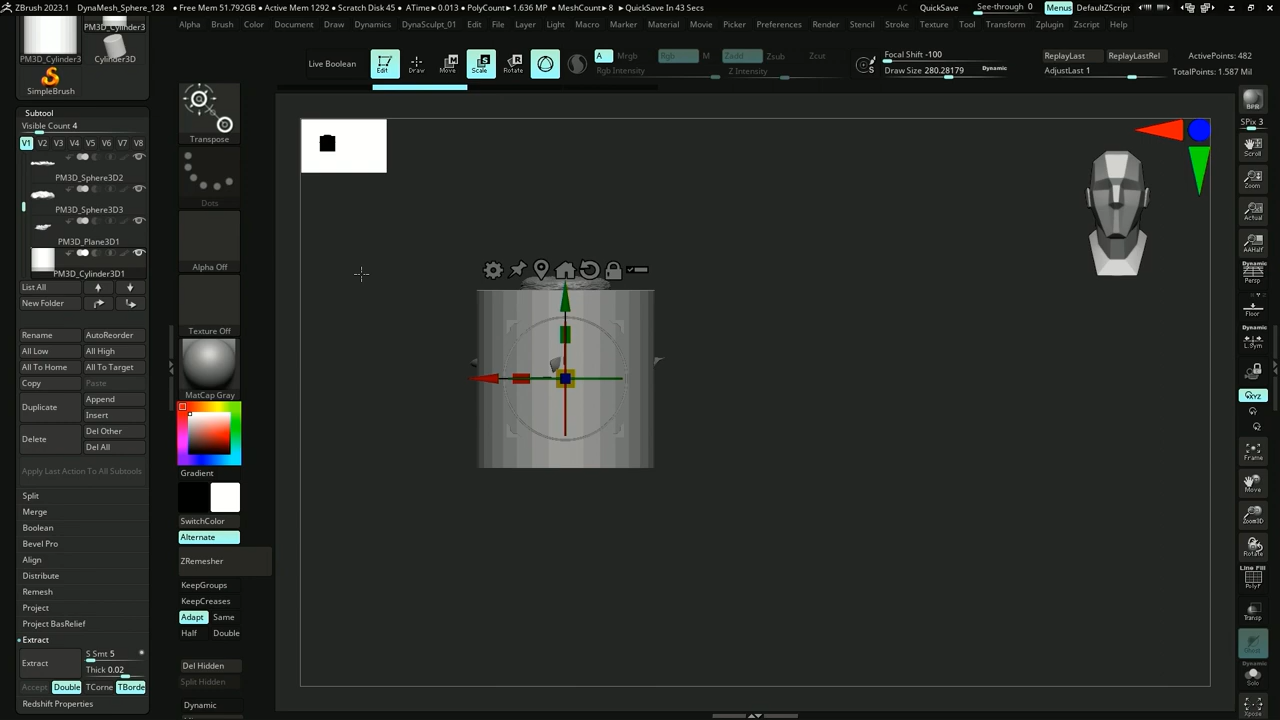 ZBrush 2023.1 DynaMesh_Sphere_128 ● Free Mem 51.792GB ● Active Mem 1292 ● Scratch Disk 45 ● ATime►0.013 ● PolyCount►1.636 MP ● MeshCount►8 ● QuickSave In 43 Secs AC QuickSave See-through 0 Menus DefaultZScript
Alpha Brush Color Document Draw Dynamics DynaSculpt_01 Edit File Layer Light Macro Marker Material Movie Picker Preferences Render Stencil Stroke Texture Tool Transform Zplugin Zscript Help
PM3D_Cylinder3
PM3D_Cylinder3 Cylinder3D
SimpleBrush
Live Boolean Edit Draw Move Scale Rotate A Mrgb Rgb M Zadd Zsub Zcut
Rgb Intensity Z Intensity
Focal Shift -100
Draw Size 280.28179 Dynamic
ReplayLast ReplayLastRel ActivePoints: 482
AdjustLast 1 TotalPoints: 1.587 Mil
Subtool
Visible Count 4
V1 V2 V3 V4 V5 V6 V7 V8
PM3D_Sphere3D2
PM3D_Sphere3D3
PM3D_Plane3D1
PM3D_Cylinder3D1
List All
New Folder
Rename AutoReorder
All Low All High
All To Home All To Target
Copy Paste
Duplicate Append
Insert
Delete Del Other
Del All
Apply Last Action To All Subtools
Split
Merge
Boolean
Bevel Pro
Align
Distribute
Remesh
Project
Project BasRelief
Extract
Extract S Smt 5
Thick 0.02
Accept Double TCorne TBorde
Redshift Properties
Transpose
Dots
Alpha Off
Texture Off
MatCap Gray
Gradient
SwitchColor
Alternate
ZRemesher
KeepGroups
KeepCreases
Adapt Same
Half Double
Del Hidden
Split Hidden
Dynamic
BPR
SPix 3
Scroll
Zoom
Actual
AAHalf
Dynamic
Persp
Floor
Dynamic
L.Sym
XYZ
Frame
Move
Zoom3D
Rotate
Line Fill
PolyF
Transp
Ghost
Dynamic
Solo
Xpose